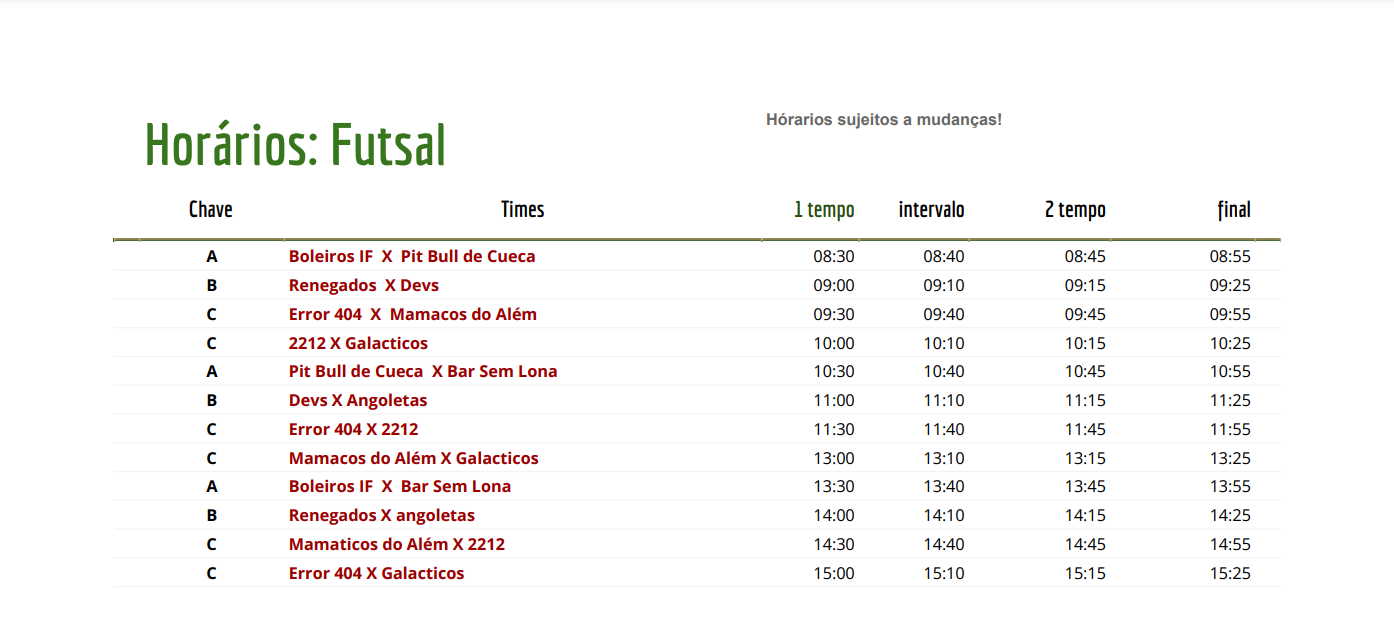 Hórarios sujeitos a mudanças!
Horários: Futsal
Chave Times 1 tempo intervalo 2 tempo final
A Boleiros IF X Pit Bull de Cueca 08:30 08:40 08:45 08:55
B Renegados X Devs 09:00 09:10 09:15 09:25
C Error 404 X Mamacos do Além 09:30 09:40 09:45 09:55
C 2212 X Galacticos 10:00 10:10 10:15 10:25
A Pit Bull de Cueca X Bar Sem Lona 10:30 10:40 10:45 10:55
B Devs X Angoletas 11:00 11:10 11:15 11:25
C Error 404 X 2212 11:30 11:40 11:45 11:55
C Mamacos do Além X Galacticos 13:00 13:10 13:15 13:25
A Boleiros IF X Bar Sem Lona 13:30 13:40 13:45 13:55
B Renegados X angoletas 14:00 14:10 14:15 14:25
C Mamaticos do Além X 2212 14:30 14:40 14:45 14:55
C Error 404 X Galacticos 15:00 15:10 15:15 15:25